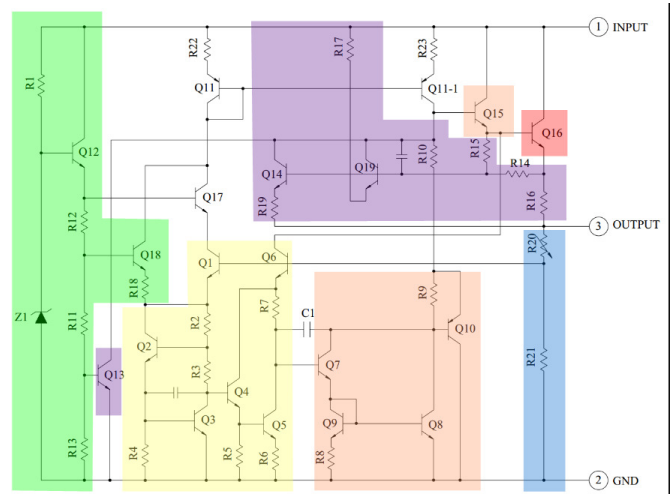 1 INPUT
R22 R17 R23
R1
Q11 Q11-1
Q15
Q16
Q12
R15
R10
R14
Q14 Q19
Q17
R19 R16
R12
3 OUTPUT
R20
Q18 Q1 Q6
R18
R7 R9
Z1 R11 R2 C1
Q10
Q2
R21
R3 Q7
Q13 Q4
Q3 Q5 Q9 Q8
R13 R4 R5 R6 R8
2 GND